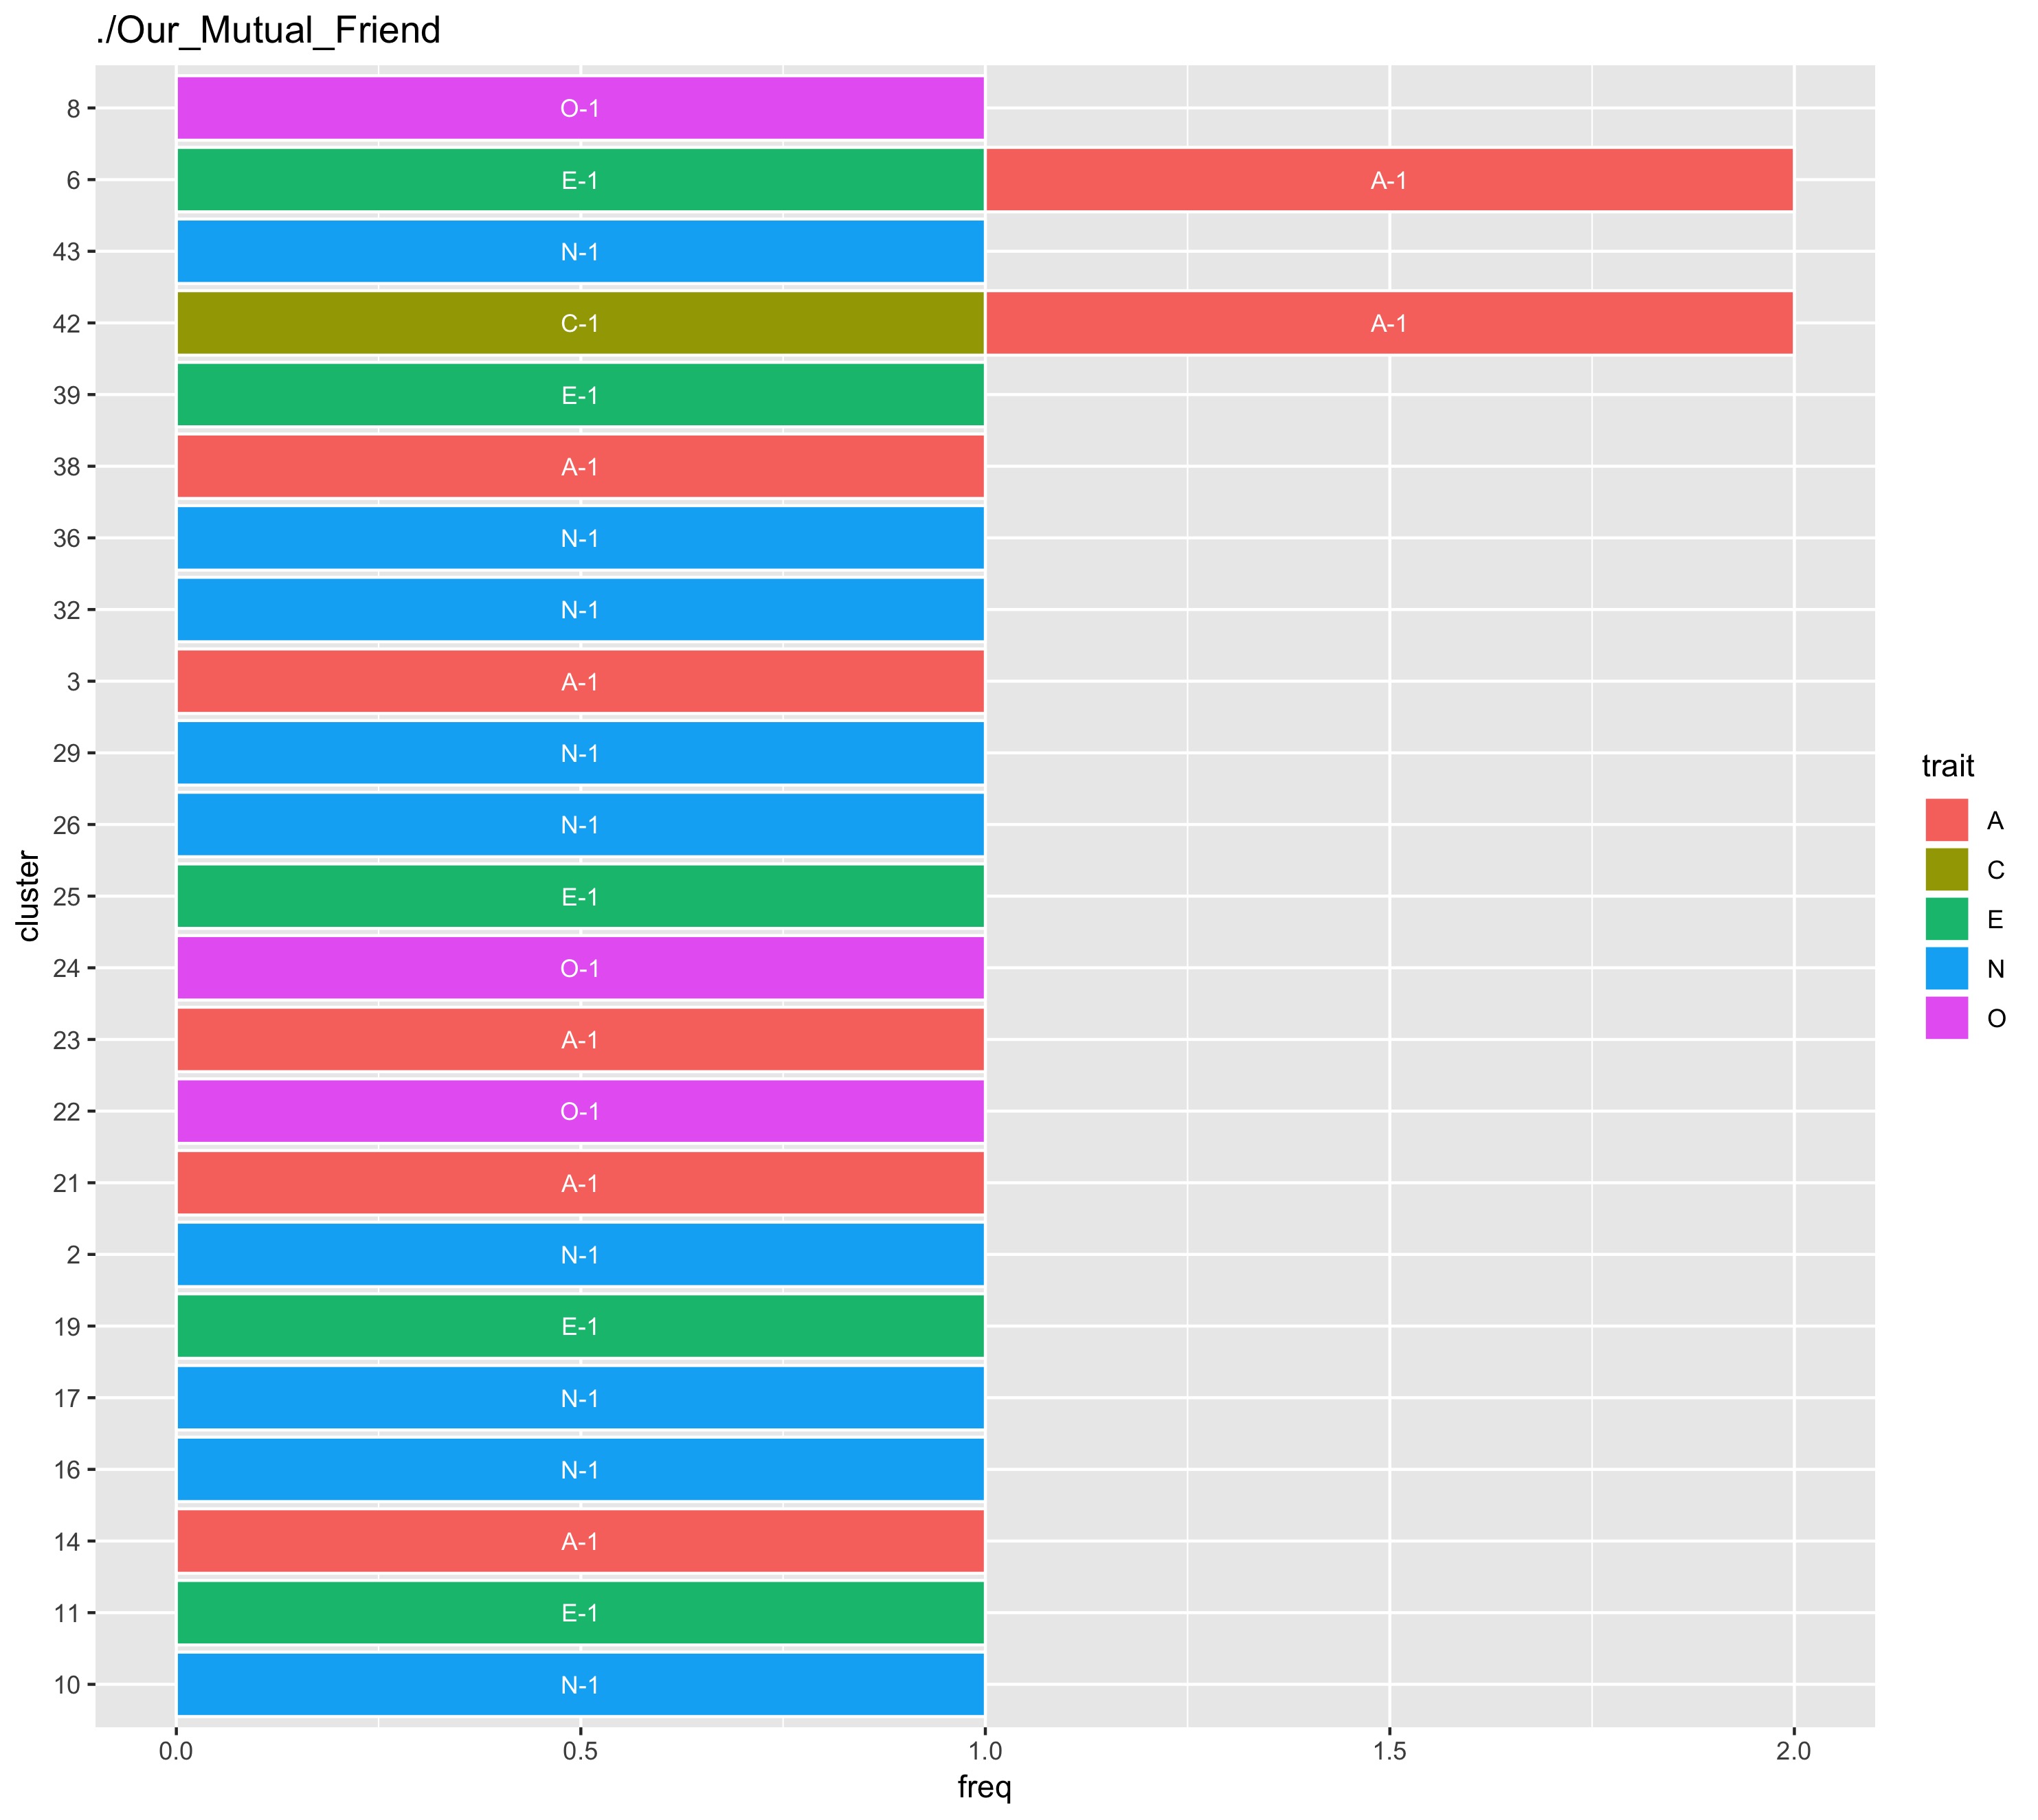 ./Our_Mutual_Friend
8 O-1
6 E-1 A-1
43 N-1
42 C-1 A-1
39 E-1
38 A-1
36 N-1
32 N-1
3 A-1
29 N-1
26 N-1
25 E-1
24 O-1
23 A-1
22 O-1
21 A-1
2 N-1
19 E-1
17 N-1
16 N-1
14 A-1
11 E-1
10 N-1
0.0 0.5 1.0 1.5 2.0
freq
cluster
trait
A
C
E
N
O